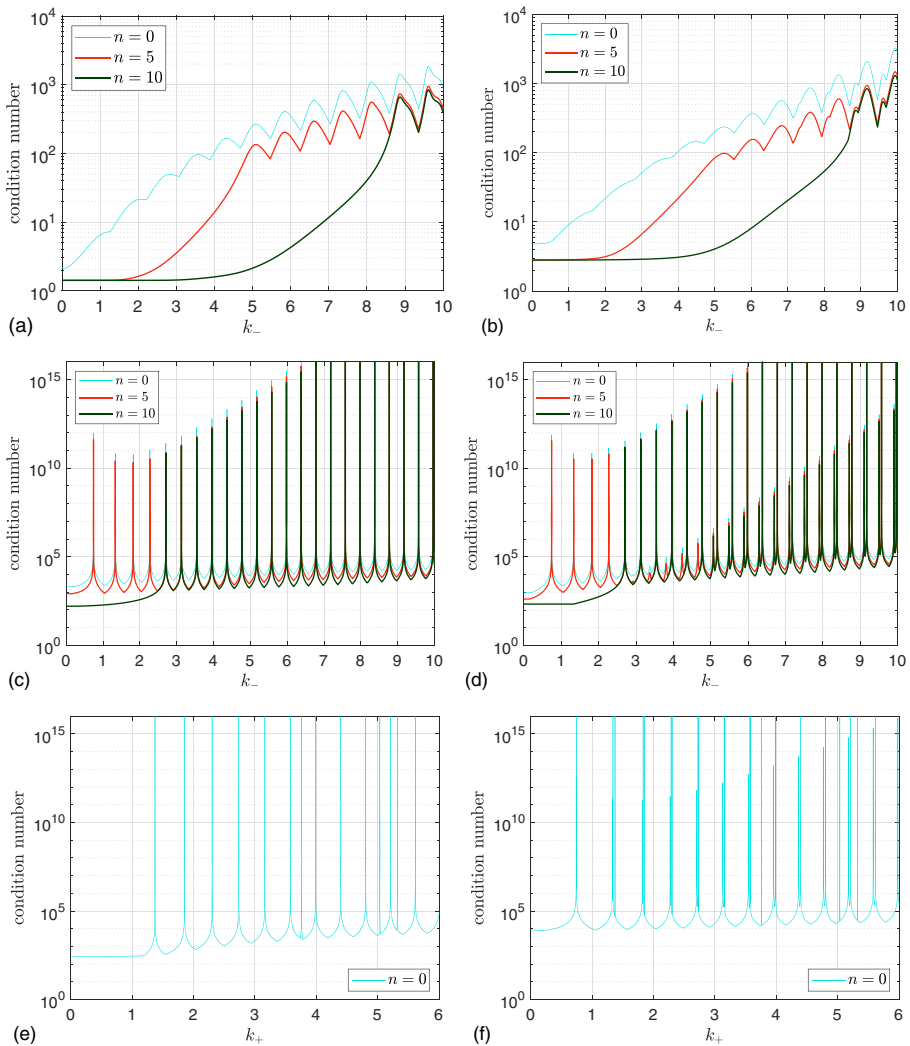 10^4
10^3
10^2
10^1
10^0
condition number
n = 0
n = 5
n = 10
0 1 2 3 4 5 6 7 8 9 10
k_-
(a)
10^4
10^3
10^2
10^1
10^0
condition number
n = 0
n = 5
n = 10
0 1 2 3 4 5 6 7 8 9 10
k_-
(b)
10^15
10^10
10^5
10^0
condition number
n = 0
n = 5
n = 10
0 1 2 3 4 5 6 7 8 9 10
k_-
(c)
10^15
10^10
10^5
10^0
condition number
n = 0
n = 5
n = 10
0 1 2 3 4 5 6 7 8 9 10
k_-
(d)
10^15
10^10
10^5
10^0
condition number
n = 0
0 1 2 3 4 5 6
k_+
(e)
10^15
10^10
10^5
10^0
condition number
n = 0
0 1 2 3 4 5 6
k_+
(f)